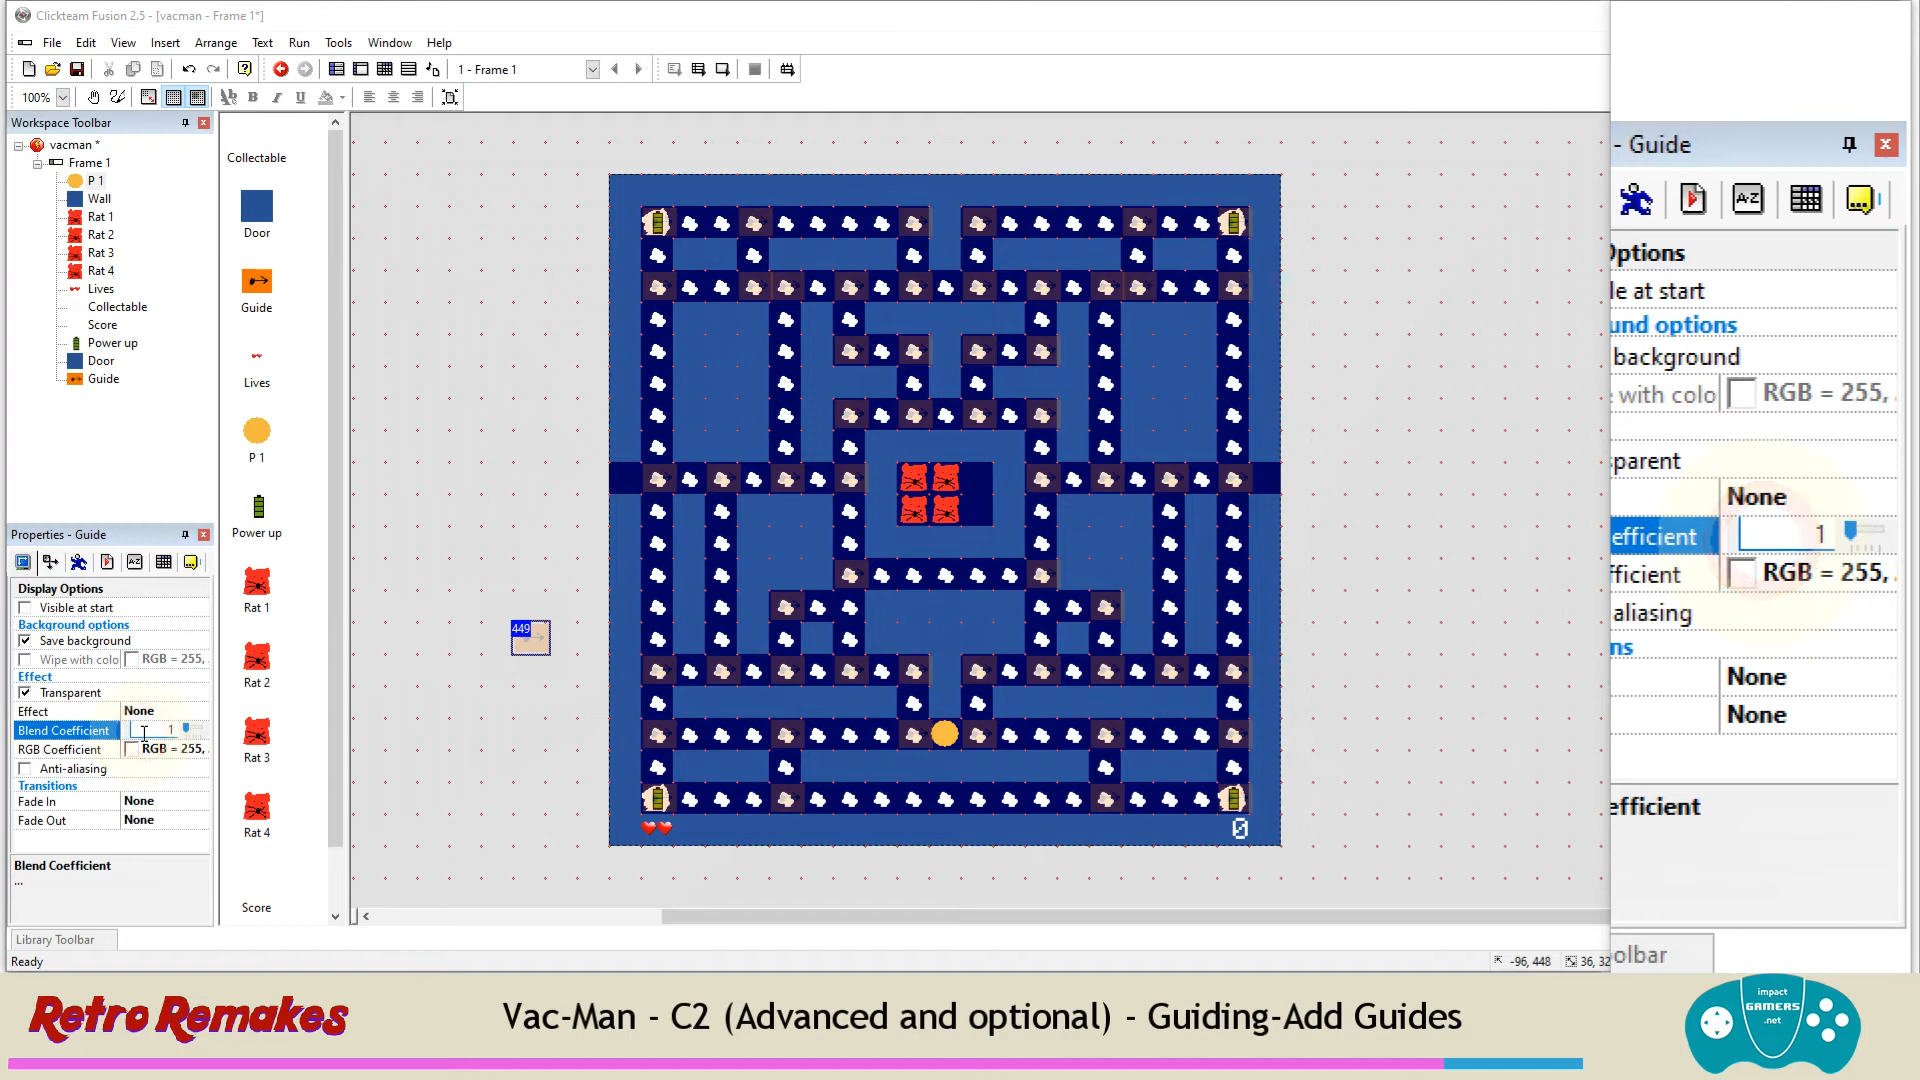 Clickteam Fusion 2.5 - [vacman - Frame 1*]
File Edit View Insert Arrange Text Run Tools Window Help
1 - Frame 1
100%
Workspace Toolbar
vacman *
Frame 1
P 1
Wall
Rat 1
Rat 2
Rat 3
Rat 4
Lives
Collectable
Score
Power up
Door
Guide
Collectable
Door
Guide
Lives
P 1
Power up
Rat 1
Rat 2
Rat 3
Rat 4
Score
449
0
Properties - Guide
Display Options
Visible at start
Background options
Save background
Wipe with colo RGB = 255,
Effect
Transparent
Effect None
Blend Coefficient 1
RGB Coefficient RGB = 255,
Anti-aliasing
Transitions
Fade In None
Fade Out None
Blend Coefficient
...
Library Toolbar
Ready
-96, 448 36, 32
- Guide
A-Z
Options
le at start
und options
background
with colo RGB = 255,
sparent
None
efficient 1
fficient RGB = 255,
aliasing
ns
None
None
efficient
olbar
Retro Remakes
Vac-Man - C2 (Advanced and optional) - Guiding-Add Guides
impact
GAMERS
.net